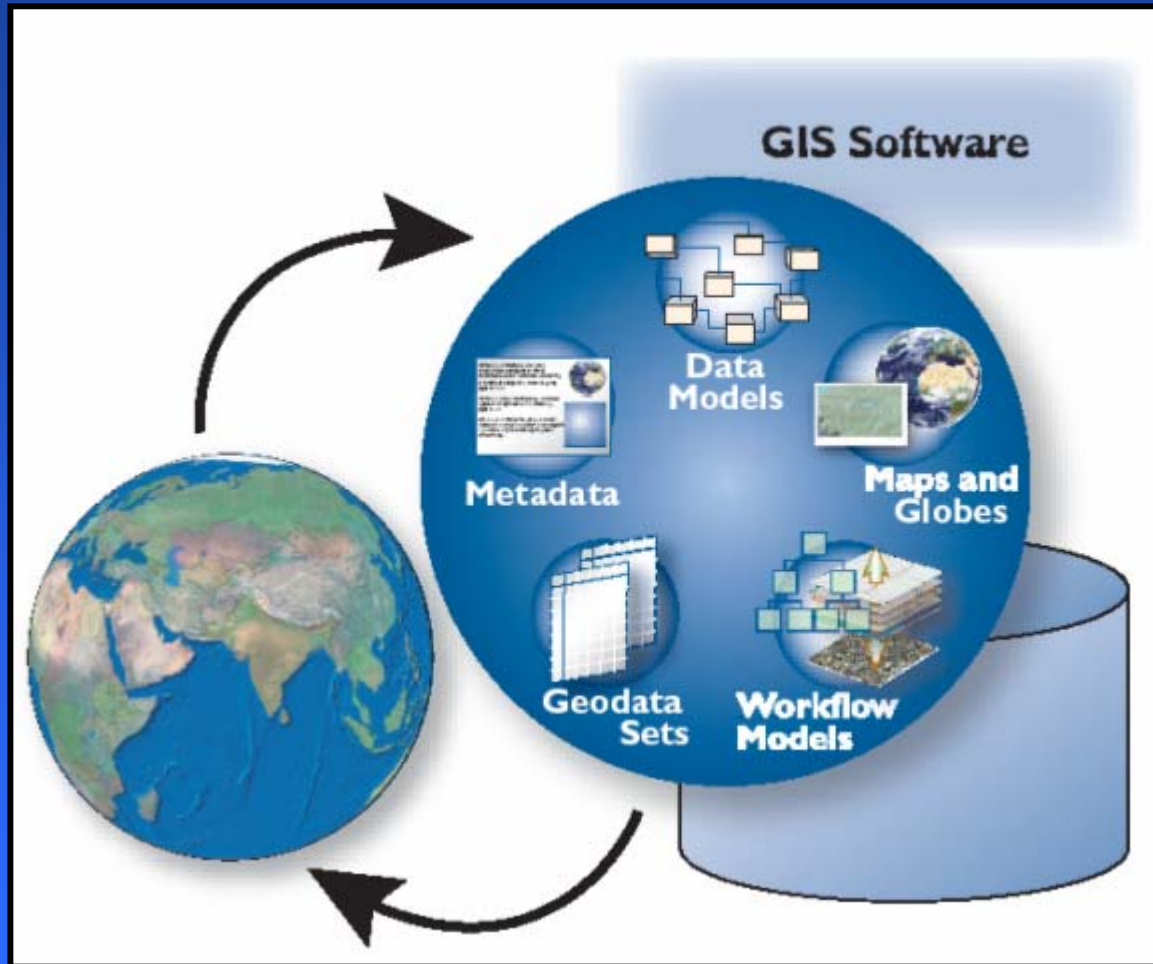 GIS Software
Data
Models
Metadata
Maps and
Globes
Geodata
Sets
Workflow
Models